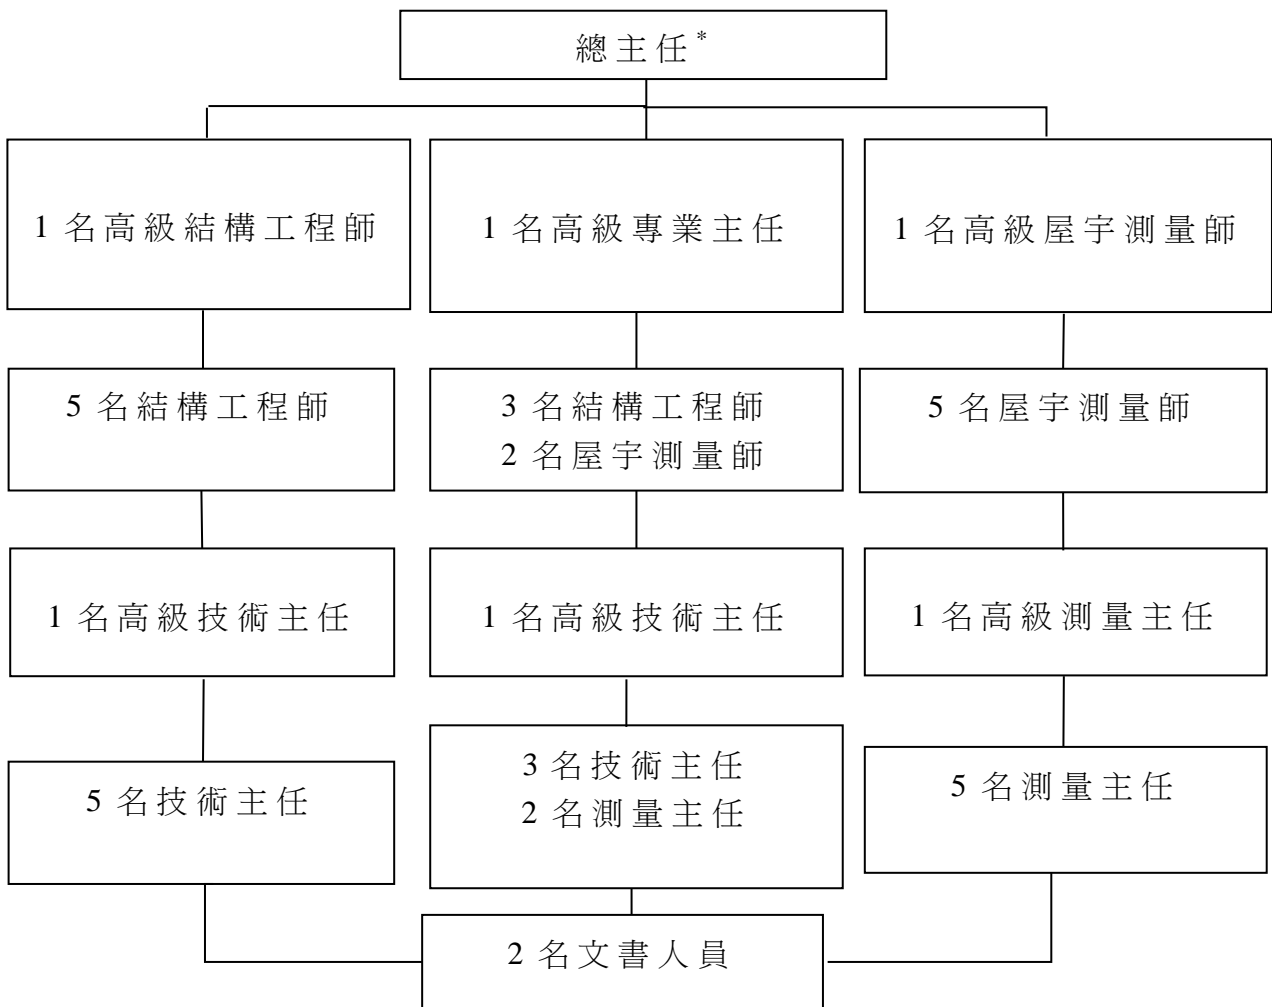 總主任*
1 名高級結構工程師
1 名高級專業主任
1 名高級屋宇測量師
5 名結構工程師
3 名結構工程師
2 名屋宇測量師
5 名屋宇測量師
1 名高級技術主任
1 名高級技術主任
1 名高級測量主任
5 名技術主任
3 名技術主任
2 名測量主任
5 名測量主任
2 名文書人員